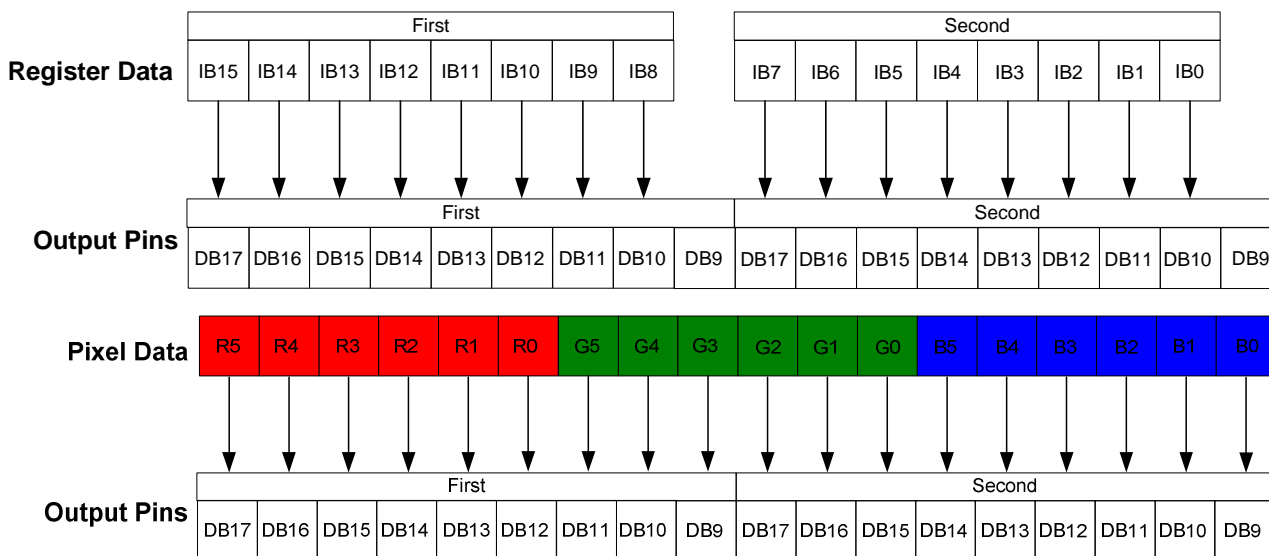 First Second
Register Data IB15 IB14 IB13 IB12 IB11 IB10 IB9 IB8 IB7 IB6 IB5 IB4 IB3 IB2 IB1 IB0
First Second
Output Pins DB17 DB16 DB15 DB14 DB13 DB12 DB11 DB10 DB9 DB17 DB16 DB15 DB14 DB13 DB12 DB11 DB10 DB9
Pixel Data R5 R4 R3 R2 R1 R0 G5 G4 G3 G2 G1 G0 B5 B4 B3 B2 B1 B0
First Second
Output Pins DB17 DB16 DB15 DB14 DB13 DB12 DB11 DB10 DB9 DB17 DB16 DB15 DB14 DB13 DB12 DB11 DB10 DB9